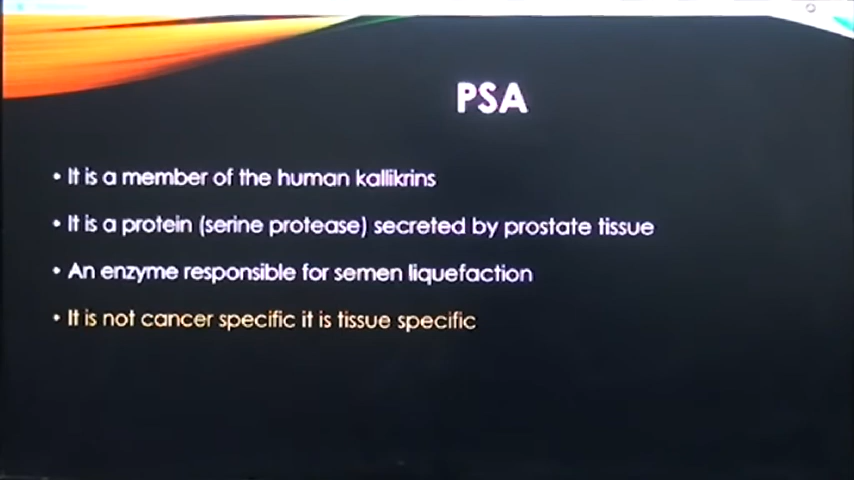 PSA
• It is a member of the human kallikrins
• It is a protein (serine protease) secreted by prostate tissue
• An enzyme responsible for semen liquefaction
• It is not cancer specific it is tissue specific